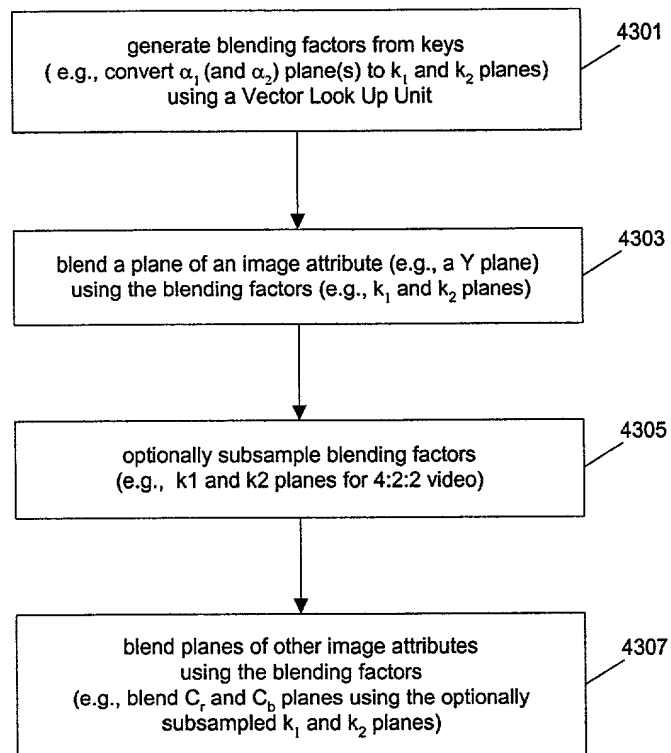 generate blending factors from keys
( e.g., convert α₁ (and α₂) plane(s) to k₁ and k₂ planes)
using a Vector Look Up Unit
4301
blend a plane of an image attribute (e.g., a Y plane)
using the blending factors (e.g., k₁ and k₂ planes)
4303
optionally subsample blending factors
(e.g., k1 and k2 planes for 4:2:2 video)
4305
blend planes of other image attributes
using the blending factors
(e.g., blend Cᵣ and C_b planes using the optionally
subsampled k₁ and k₂ planes)
4307